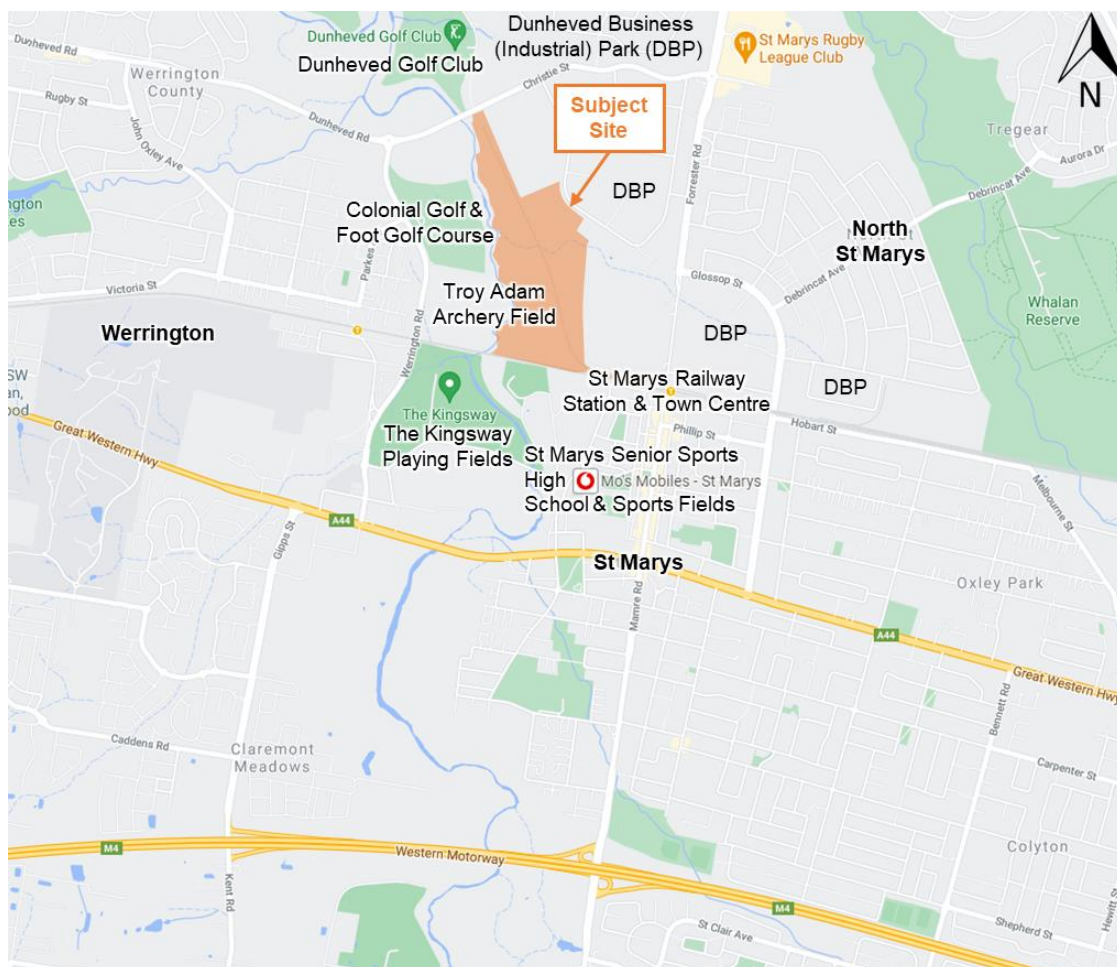 Dunheved Golf Club
Dunheved Golf Club
Dunheved Business
(Industrial) Park (DBP)
St Marys Rugby
League Club
N
Dunheved Rd
Werrington
County
Rugby St
John Oxley Ave
Dunheved Rd
Christie St
Subject
Site
Forrester Rd
Tregear
Aurora Dr
Debrincat Ave
DBP
Colonial Golf &
Foot Golf Course
Parkes
North
St Marys
Debrincat Ave
Glossop St
Troy Adam
Archery Field
Victoria St
Werrington
Werrington Rd
DBP
Whalan
Reserve
DBP
St Marys Railway
Station & Town Centre
Phillip St
Hobart St
The Kingsway
The Kingsway
Playing Fields
St Marys Senior Sports
High
Mo's Mobiles - St Marys
School & Sports Fields
Great Western Hwy
A44
Gipps St
Melbourne St
St Marys
Mamre Rd
Oxley Park
A44
Great Western Hwy
Bennett Rd
Caddens Rd
Claremont
Meadows
Carpenter St
Colyton
M4
Western Motorway
Kent Rd
M4
St Clair Ave
Shepherd St
Hewitt St